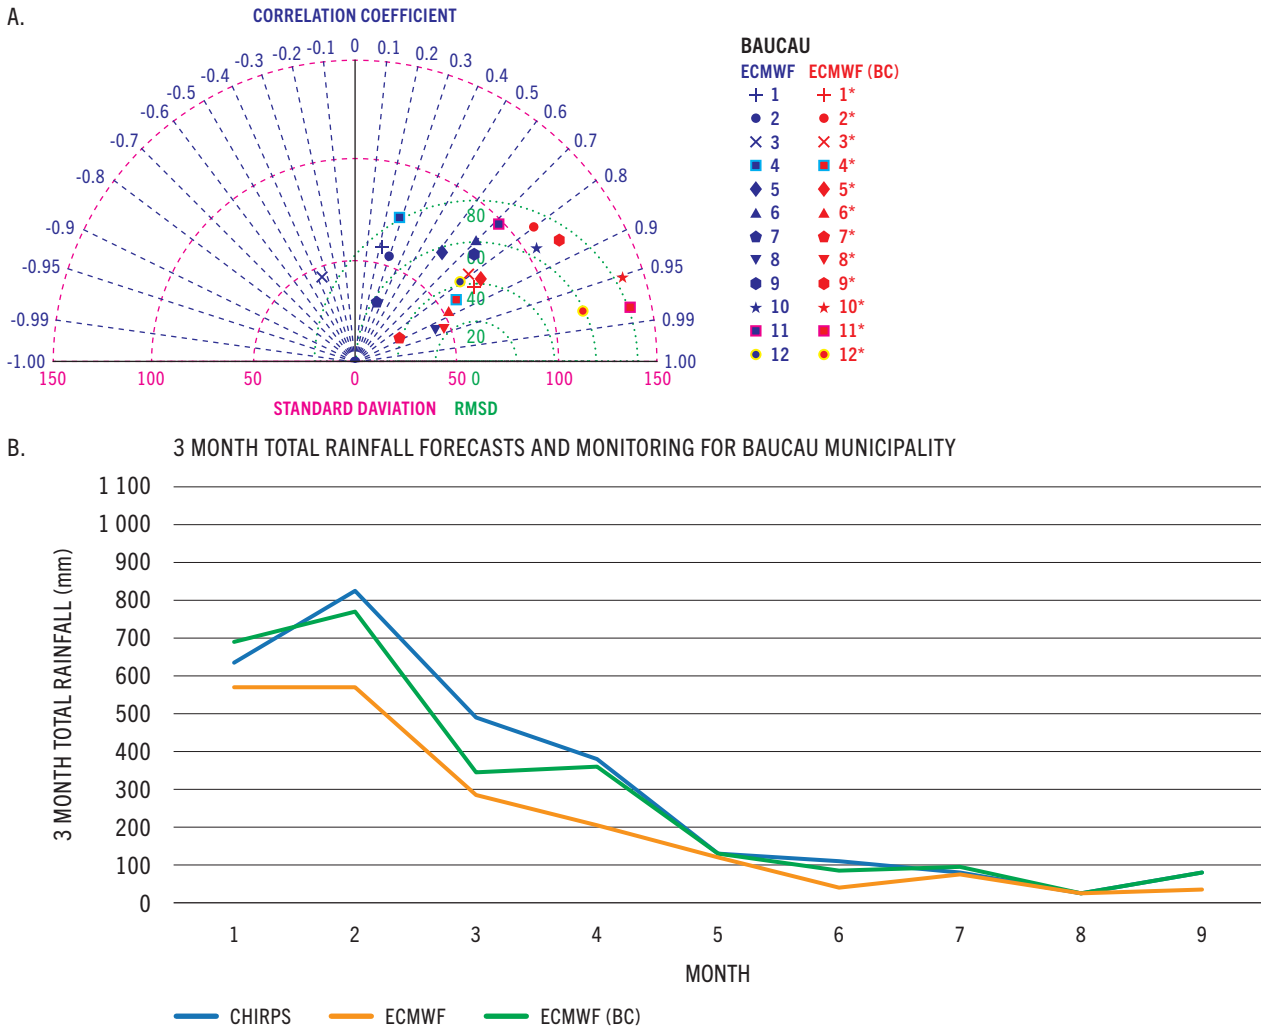 A.
CORRELATION COEFFICIENT
-0.6 -0.5 -0.4 -0.3 -0.2 -0.1 0 0.1 0.2 0.3 0.4 0.5 0.6
-0.7 0.7
-0.8 0.8
-0.9 0.9
-0.95 0.95
-0.99 0.99
-1.00 1.00
80
60
40
20
150 100 50 0 50 0 100 150
STANDARD DAVIATION RMSD
BAUCAU
ECMWF ECMWF (BC)
1 1*
2 2*
3 3*
4 4*
5 5*
6 6*
7 7*
8 8*
9 9*
10 10*
11 11*
12 12*
B.
3 MONTH TOTAL RAINFALL FORECASTS AND MONITORING FOR BAUCAU MUNICIPALITY
3 MONTH TOTAL RAINFALL (mm)
1 100
1 000
900
800
700
600
500
400
300
200
100
0
1 2 3 4 5 6 7 8 9
MONTH
CHIRPS ECMWF ECMWF (BC)